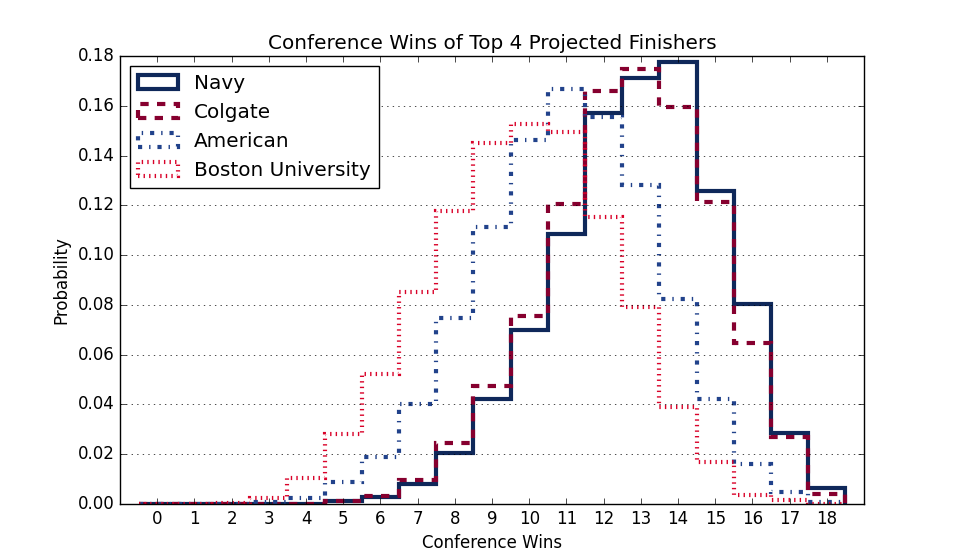 Conference Wins of Top 4 Projected Finishers
0.18
0.16
0.14
0.12
0.10
0.08
0.06
0.04
0.02
0.00
Probability
Navy
Colgate
American
Boston University
0 1 2 3 4 5 6 7 8 9 10 11 12 13 14 15 16 17 18
Conference Wins